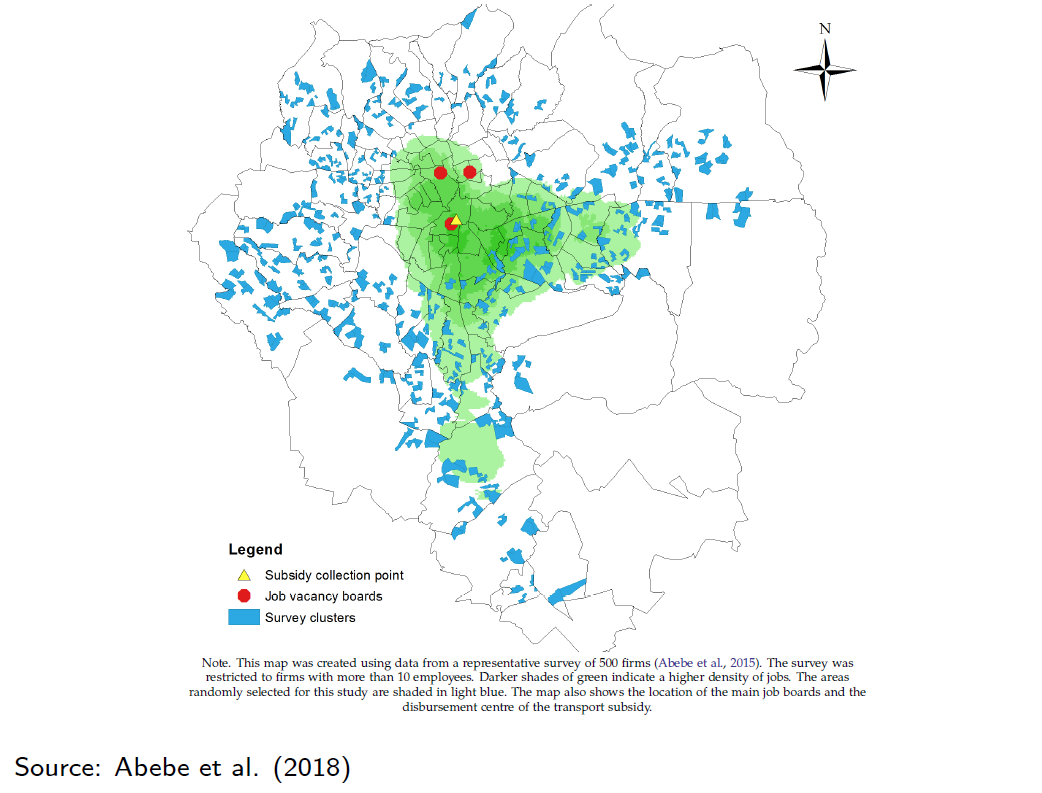 N
Legend
Subsidy collection point
Job vacancy boards
Survey clusters
Note. This map was created using data from a representative survey of 500 firms (Abebe et al., 2015). The survey was
restricted to firms with more than 10 employees. Darker shades of green indicate a higher density of jobs. The areas
randomly selected for this study are shaded in light blue. The map also shows the location of the main job boards and the
disbursement centre of the transport subsidy.
Source: Abebe et al. (2018)